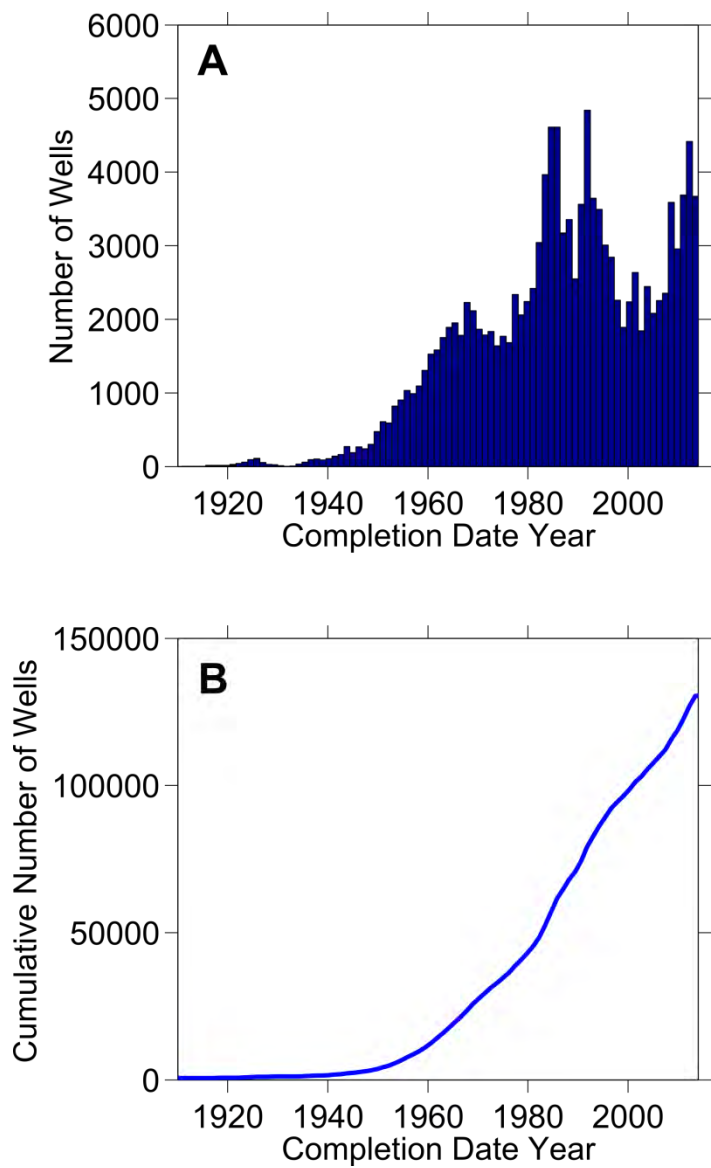 A
6000
5000
4000
3000
2000
1000
0
Number of Wells
1920 1940 1960 1980 2000
Completion Date Year
B
150000
100000
50000
0
Cumulative Number of Wells
1920 1940 1960 1980 2000
Completion Date Year